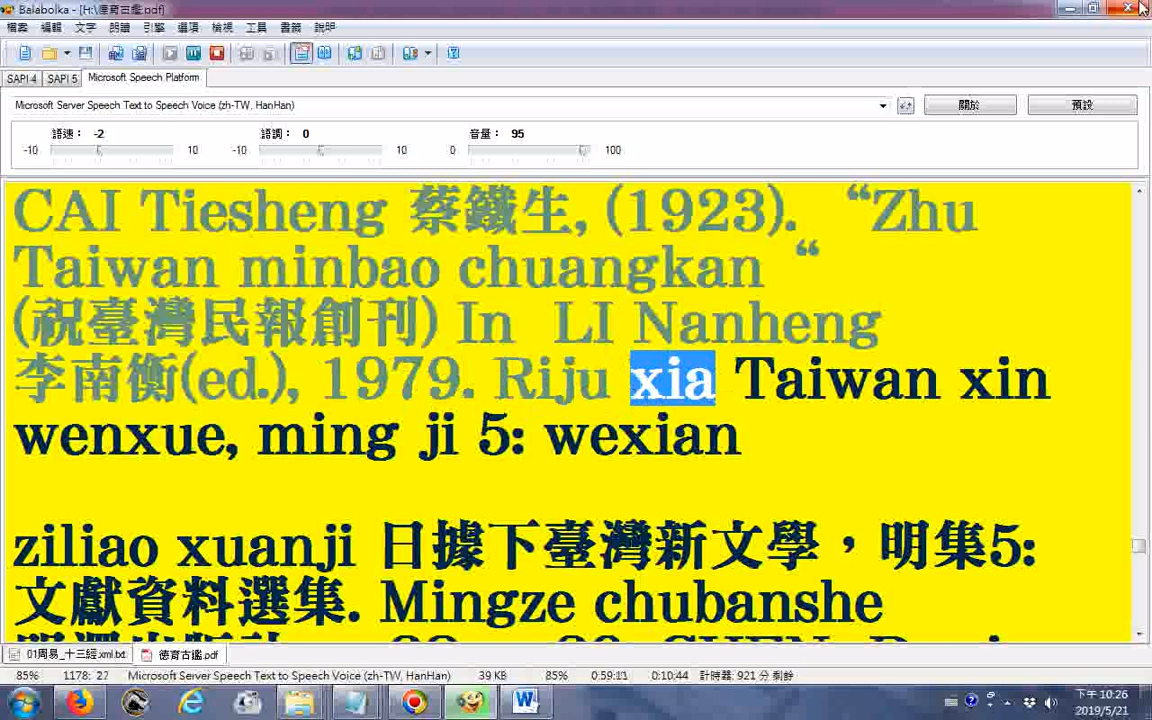 Balabolka - [H:\德育古鑑.pdf]
檔案 編輯 文字 朗讀 引擎 選項 檢視 工具 書籤 說明
SAPI 4 SAPI 5 Microsoft Speech Platform
Microsoft Server Speech Text to Speech Voice (zh-TW, HanHan) 關於 預設
語速： -2 語調： 0 音量： 95
-10 10 -10 10 0 100
CAI Tiesheng 蔡鐵生, (1923). “Zhu
Taiwan minbao chuangkan “
(祝臺灣民報創刊) In LI Nanheng
李南衡(ed.), 1979. Riju xia Taiwan xin
wenxue, ming ji 5: wexian
ziliao xuanji 日據下臺灣新文學，明集5:
文獻資料選集. Mingze chubanshe
01周易_十三經.xml.txt 德育古鑑.pdf
85% 1178: 27 Microsoft Server Speech Text to Speech Voice (zh-TW, HanHan) 39 KB 85% 0:59:11 0:10:44 計時器: 921 分 剩餘
下午 10:26
2019/5/21